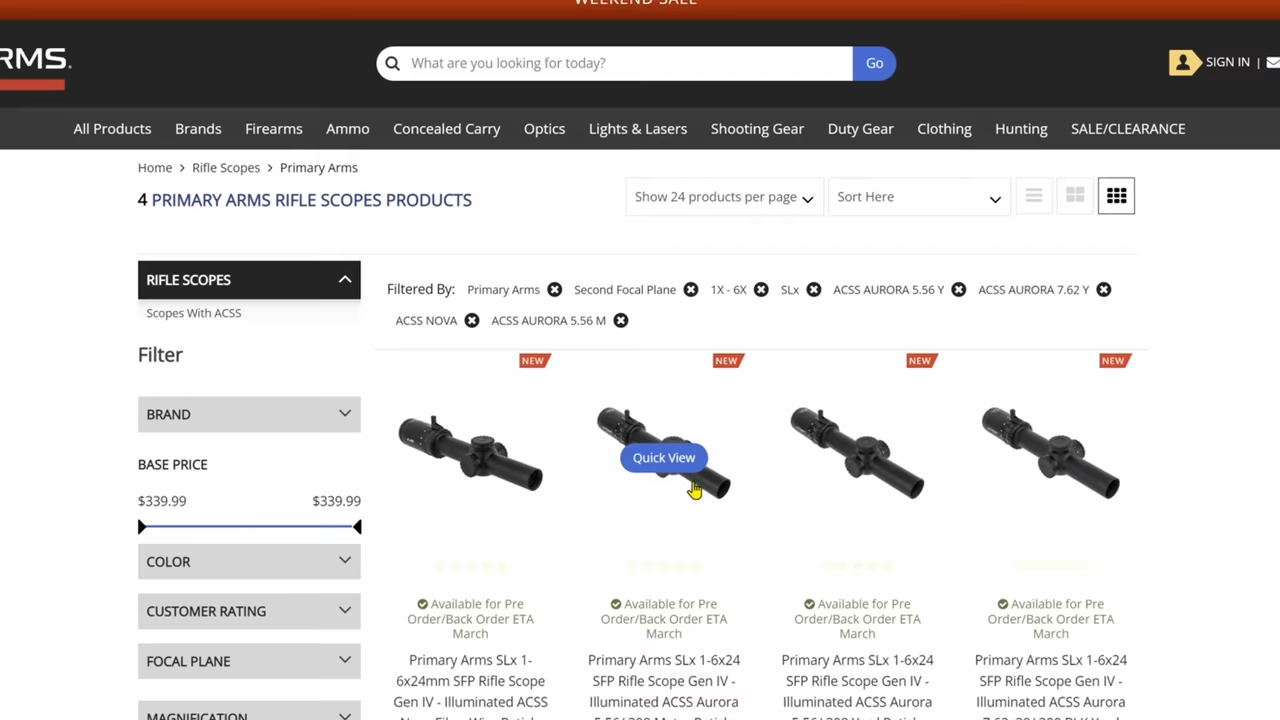 WEEKEND SALE
RMS.
What are you looking for today?
Go
SIGN IN |
All Products Brands Firearms Ammo Concealed Carry Optics Lights & Lasers Shooting Gear Duty Gear Clothing Hunting SALE/CLEARANCE
Home > Rifle Scopes > Primary Arms
4 PRIMARY ARMS RIFLE SCOPES PRODUCTS
Show 24 products per page
Sort Here
RIFLE SCOPES
Scopes With ACSS
Filter
BRAND
BASE PRICE
$339.99 $339.99
COLOR
CUSTOMER RATING
FOCAL PLANE
MAGNIFICATION
Filtered By: Primary Arms Second Focal Plane 1X - 6X SLx ACSS AURORA 5.56 Y ACSS AURORA 7.62 Y
ACSS NOVA ACSS AURORA 5.56 M
NEW NEW NEW NEW
Quick View
Available for Pre
Order/Back Order ETA
March
Primary Arms SLx 1-
6x24mm SFP Rifle Scope
Gen IV - Illuminated ACSS
Available for Pre
Order/Back Order ETA
March
Primary Arms SLx 1-6x24
SFP Rifle Scope Gen IV -
Illuminated ACSS Aurora
Available for Pre
Order/Back Order ETA
March
Primary Arms SLx 1-6x24
SFP Rifle Scope Gen IV -
Illuminated ACSS Aurora
Available for Pre
Order/Back Order ETA
March
Primary Arms SLx 1-6x24
SFP Rifle Scope Gen IV -
Illuminated ACSS Aurora